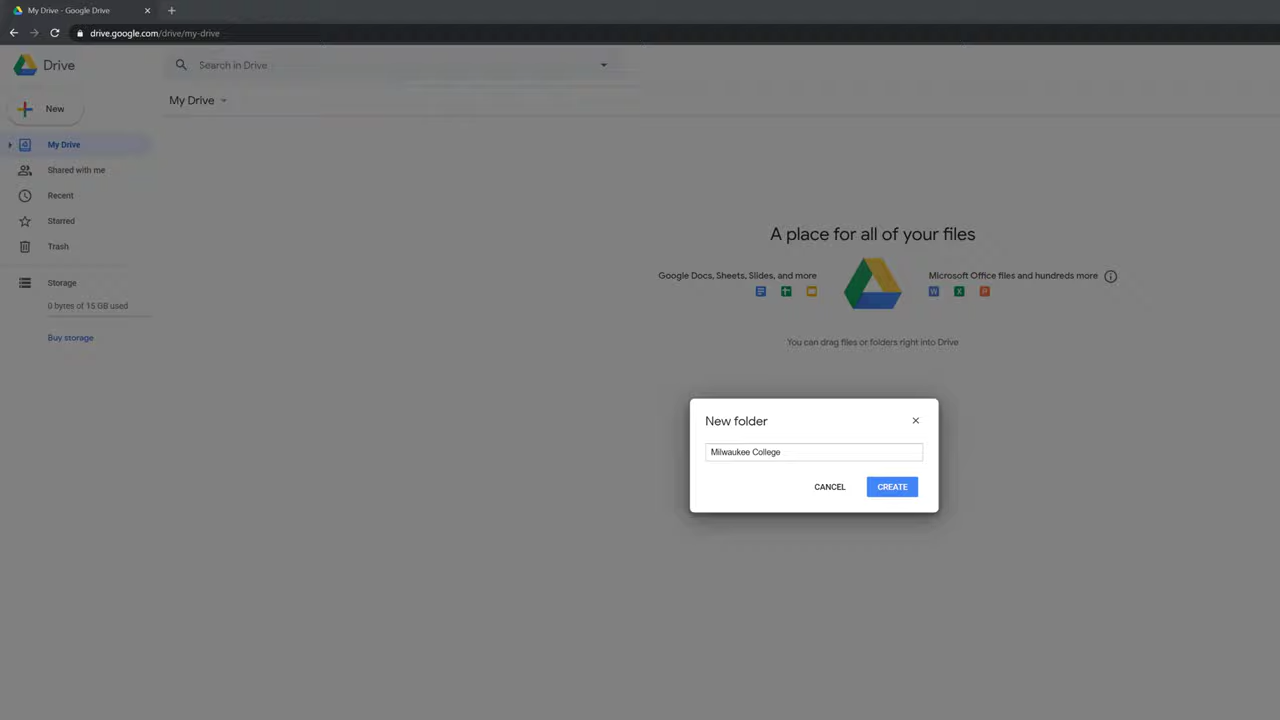 My Drive - Google Drive
drive.google.com/drive/my-drive
Drive
Search in Drive
New
My Drive
My Drive
Shared with me
Recent
Starred
Trash
Storage
0 bytes of 15 GB used
Buy storage
A place for all of your files
Google Docs, Sheets, Slides, and more
Microsoft Office files and hundreds more
W X P
You can drag files or folders right into Drive
New folder
Milwaukee College
CANCEL
CREATE